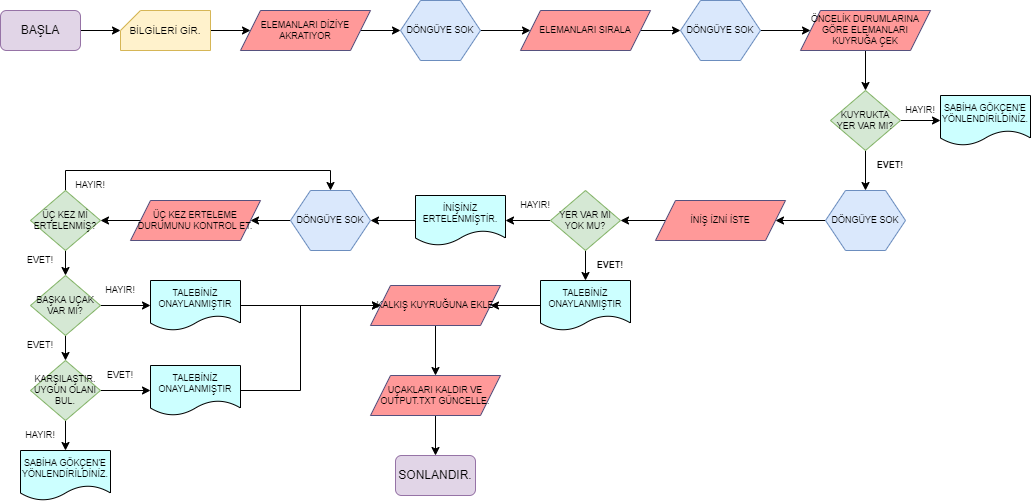 BAŞLA
BİLGİLERİ GİR.
ELEMANLARI DİZİYE
AKRATIYOR
DÖNGÜYE SOK
ELEMANLARI SIRALA
DÖNGÜYE SOK
ÖNCELİK DURUMLARINA
GÖRE ELEMANLARI
KUYRUĞA ÇEK
KUYRUKTA
YER VAR MI?
HAYIR!
SABİHA GÖKÇEN'E
YÖNLENDİRİLDİNİZ.
EVET!
DÖNGÜYE SOK
İNİŞ İZNİ İSTE
YER VAR MI
YOK MU?
HAYIR!
İNİŞİNİZ
ERTELENMİŞTİR.
DÖNGÜYE SOK
ÜÇ KEZ ERTELEME
DURUMUNU KONTROL ET.
HAYIR!
ÜÇ KEZ Mİ
ERTELENMİŞ?
EVET!
EVET!
BAŞKA UÇAK
VAR MI?
HAYIR!
TALEBİNİZ
ONAYLANMIŞTIR
KALKIŞ KUYRUĞUNA EKLE
TALEBİNİZ
ONAYLANMIŞTIR
EVET!
KARŞILAŞTIR.
UYGUN OLANI
BUL.
EVET!
TALEBİNİZ
ONAYLANMIŞTIR
UÇAKLARI KALDIR VE
OUTPUT.TXT GÜNCELLE
HAYIR!
SABİHA GÖKÇEN'E
YÖNLENDİRİLDİNİZ.
SONLANDIR.